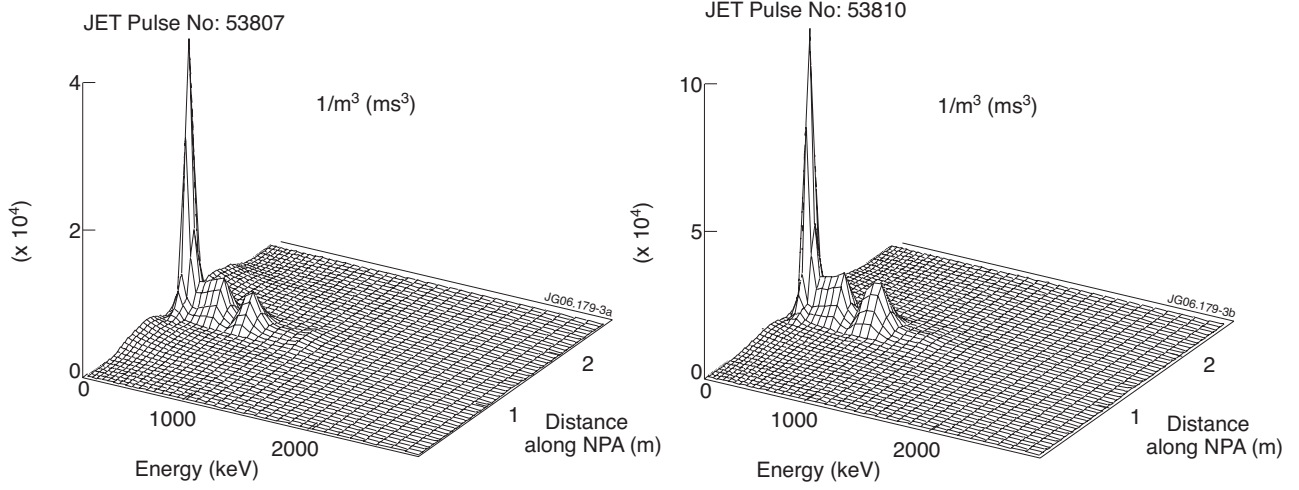 JET Pulse No: 53807
4
1/m³ (ms³)
2
(x 10⁴)
JG06.179-3a
0
0
2
1000
1
Distance
along NPA (m)
2000
Energy (keV)
JET Pulse No: 53810
10
1/m³ (ms³)
5
(x 10⁴)
JG06.179-3b
0
0
2
1000
1
Distance
along NPA (m)
2000
Energy (keV)